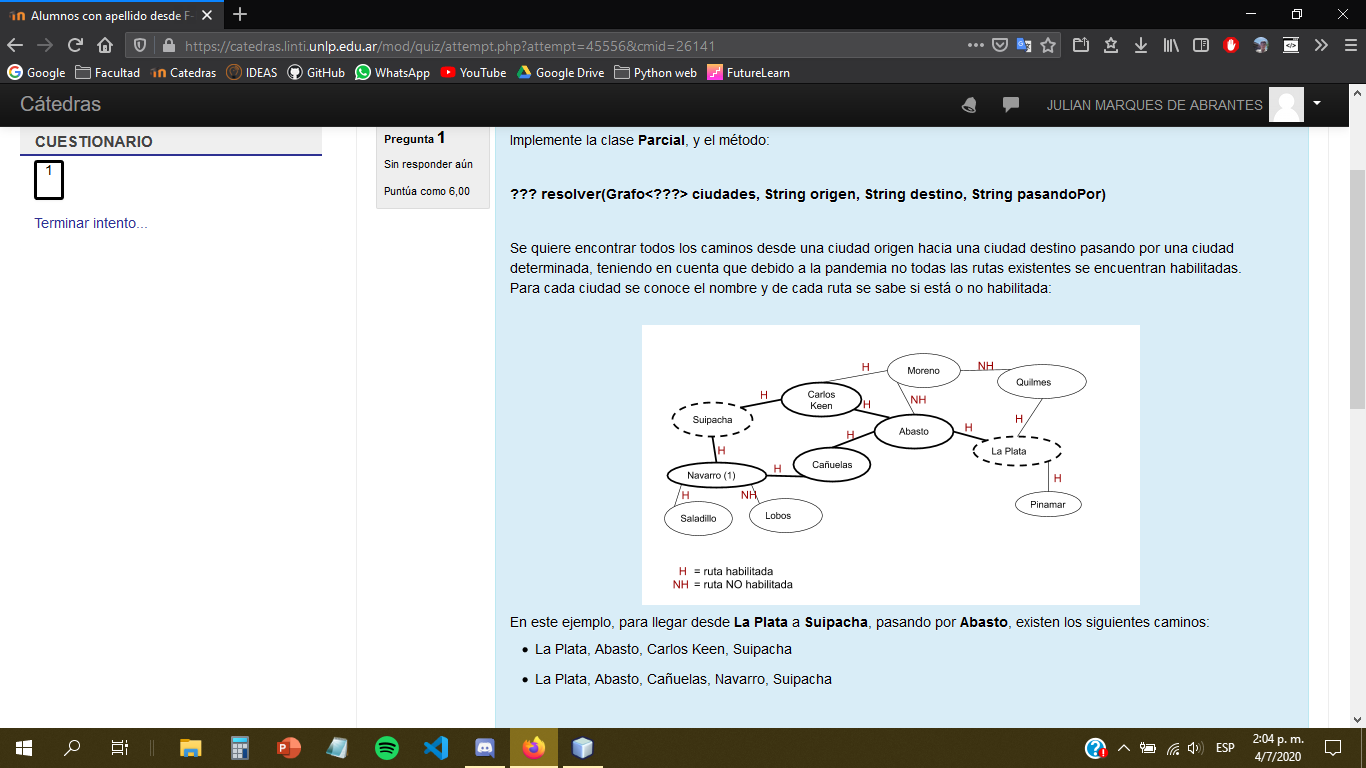 Alumnos con apellido desde F-
https://catedras.linti.unlp.edu.ar/mod/quiz/attempt.php?attempt=45556&cmid=26141
Google Facultad Catedras IDEAS GitHub WhatsApp YouTube Google Drive Python web FutureLearn
Cátedras
JULIAN MARQUES DE ABRANTES
CUESTIONARIO
1
Terminar intento...
Pregunta 1
Sin responder aún
Puntúa como 6,00
Implemente la clase Parcial, y el método:
??? resolver(Grafo<???> ciudades, String origen, String destino, String pasandoPor)
Se quiere encontrar todos los caminos desde una ciudad origen hacia una ciudad destino pasando por una ciudad
determinada, teniendo en cuenta que debido a la pandemia no todas las rutas existentes se encuentran habilitadas.
Para cada ciudad se conoce el nombre y de cada ruta se sabe si está o no habilitada:
H
Moreno
NH
Quilmes
Carlos
Keen
H
H
NH
H
Suipacha
Abasto
H
La Plata
H
H
Cañuelas
Navarro (1)
H
H
H
NH
Saladillo
Lobos
Pinamar
H = ruta habilitada
NH = ruta NO habilitada
En este ejemplo, para llegar desde La Plata a Suipacha, pasando por Abasto, existen los siguientes caminos:
• La Plata, Abasto, Carlos Keen, Suipacha
• La Plata, Abasto, Cañuelas, Navarro, Suipacha
ESP
2:04 p. m.
4/7/2020